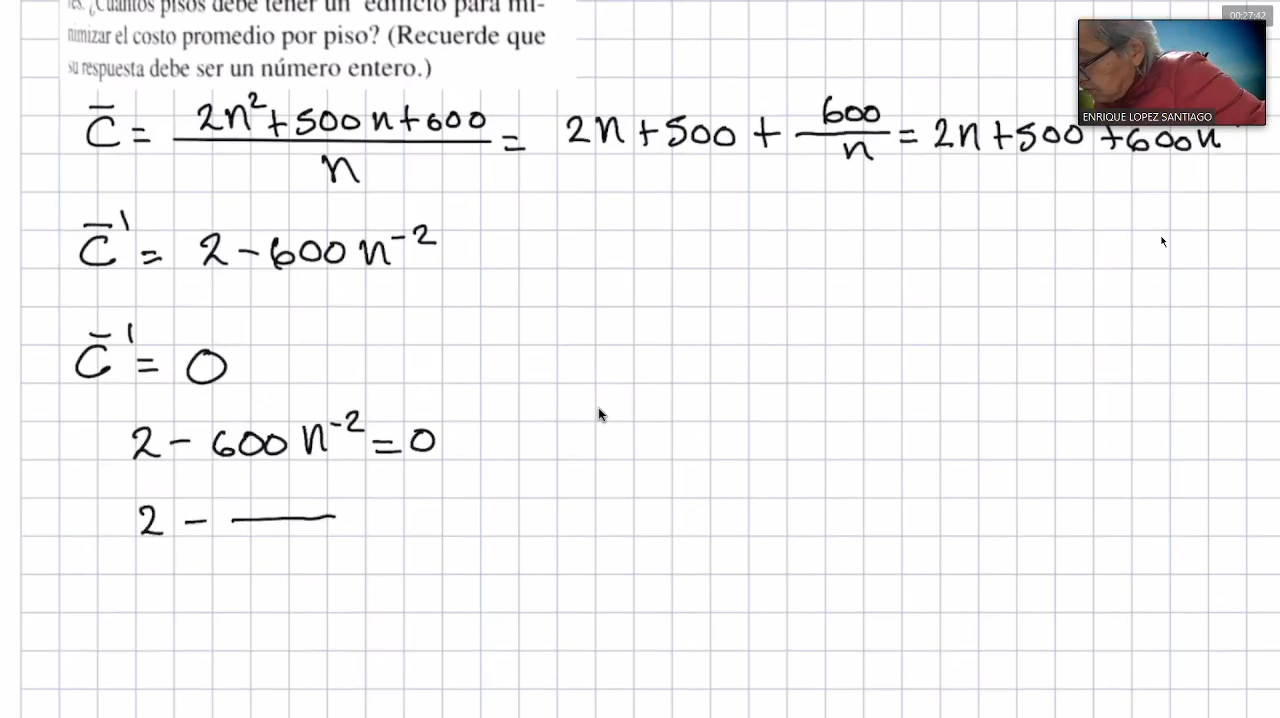 00:27:42
les. ¿Cuántos pisos debe tener un edificio para mi-
nimizar el costo promedio por piso? (Recuerde que
su respuesta debe ser un número entero.)
ENRIQUE LOPEZ SANTIAGO
C̄ = (2n² + 500n + 600) / n = 2n + 500 + 600/n = 2n + 500 + 600n
C̄' = 2 - 600n⁻²
C̄' = 0
2 - 600n⁻² = 0
2 -